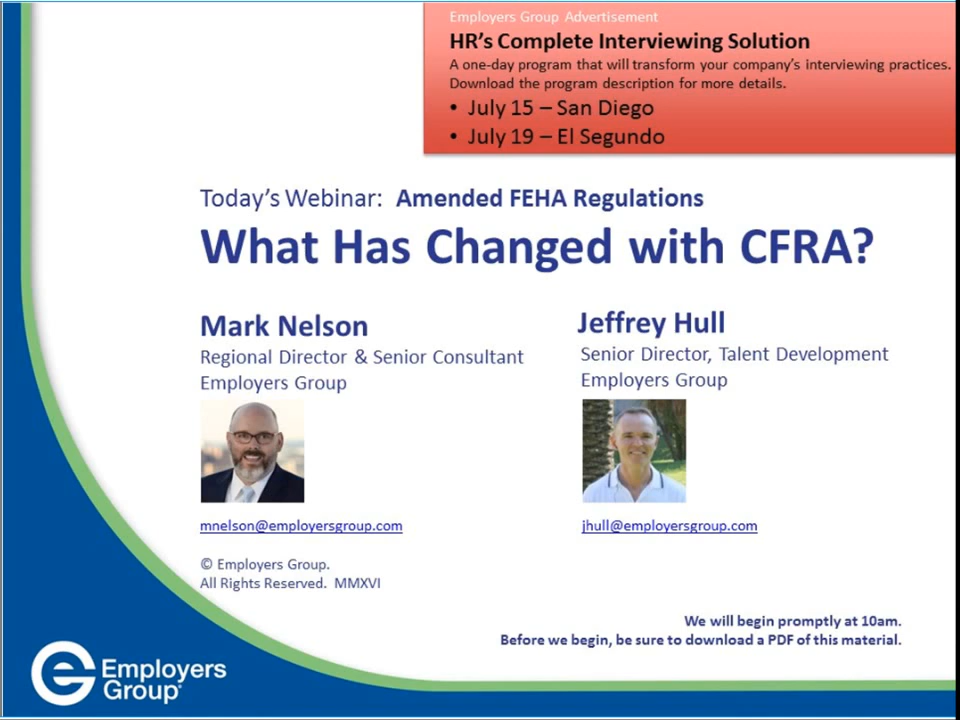 Employers Group Advertisement
HR's Complete Interviewing Solution
A one-day program that will transform your company's interviewing practices.
Download the program description for more details.
• July 15 – San Diego
• July 19 – El Segundo
Today's Webinar: Amended FEHA Regulations
What Has Changed with CFRA?
Mark Nelson
Regional Director & Senior Consultant
Employers Group
mnelson@employersgroup.com
Jeffrey Hull
Senior Director, Talent Development
Employers Group
jhull@employersgroup.com
© Employers Group.
All Rights Reserved. MMXVI
We will begin promptly at 10am.
Before we begin, be sure to download a PDF of this material.
Employers
Group